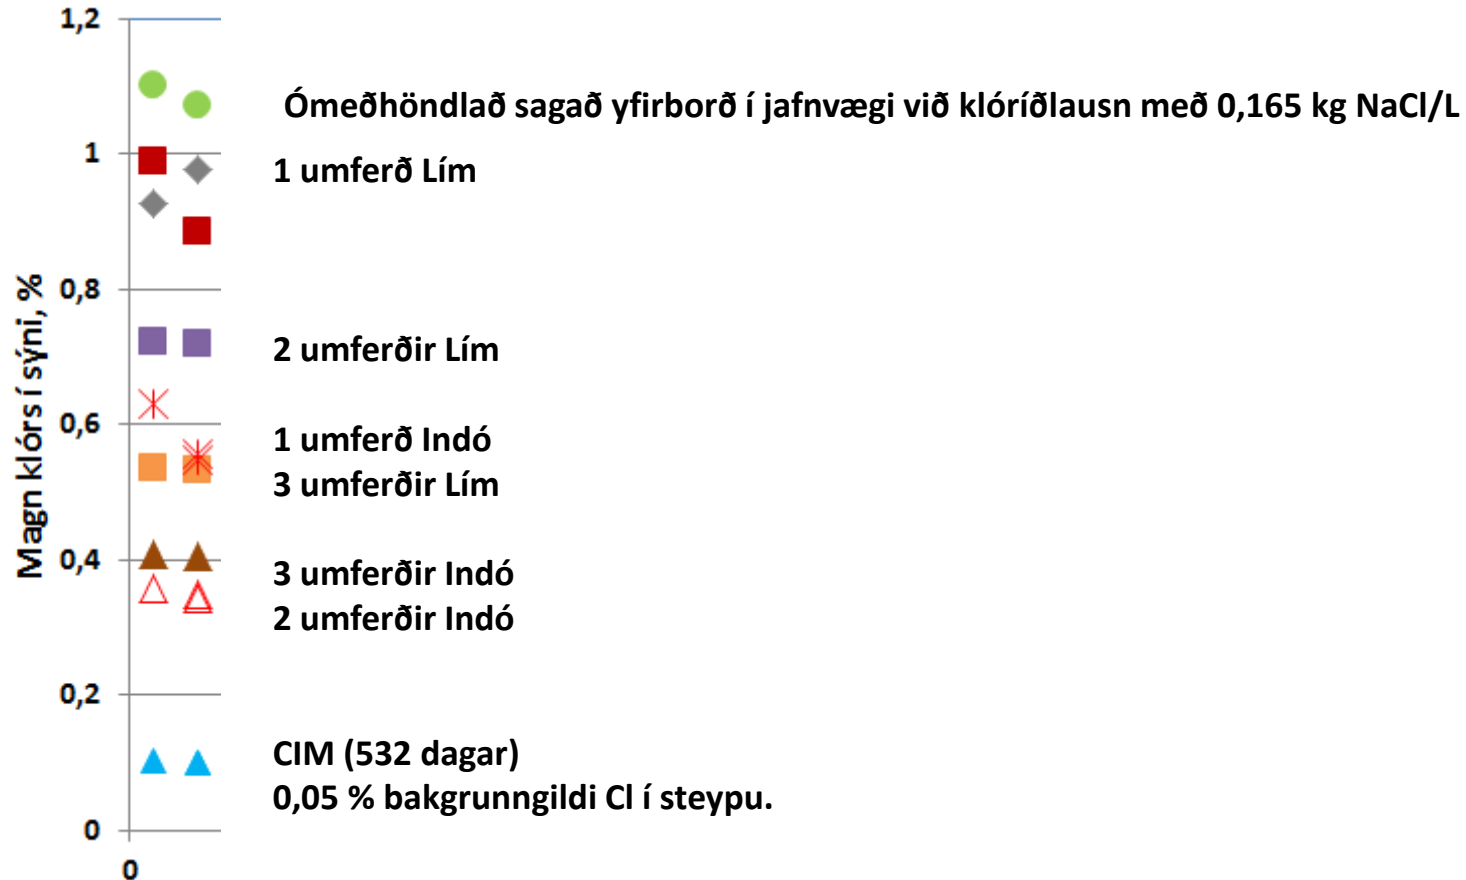 1,2
Ómeðhöndlað sagað yfirborð í jafnvægi við klóríðlausn með 0,165 kg NaCl/L
1
1 umferð Lím
0,8
Magn klórs í sýni, %
2 umferðir Lím
0,6
1 umferð Indó
3 umferðir Lím
0,4
3 umferðir Indó
2 umferðir Indó
0,2
CIM (532 dagar)
0,05 % bakgrunngildi Cl í steypu.
0
0